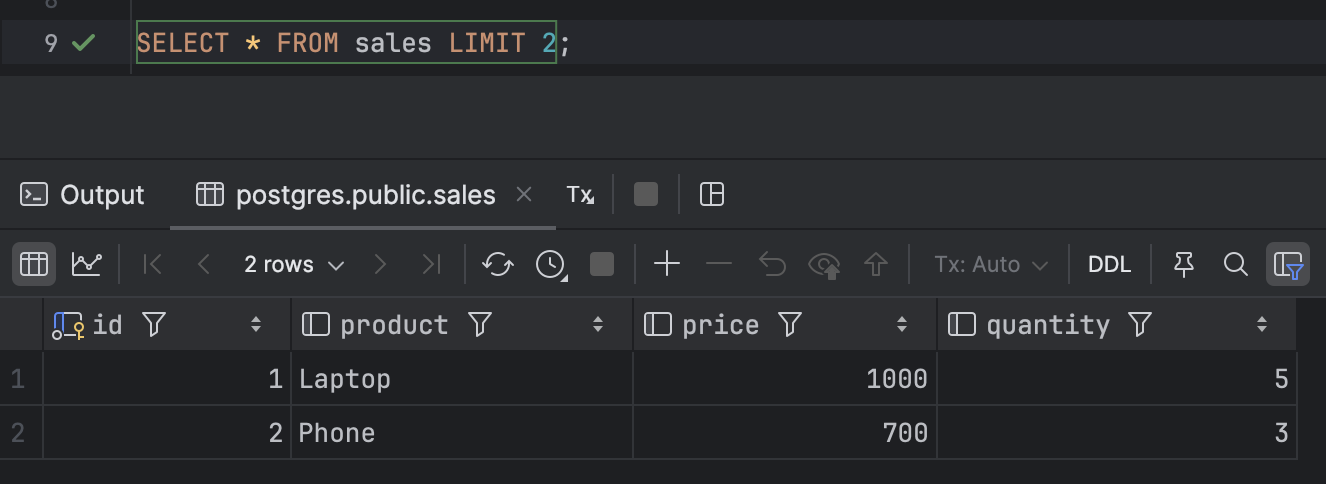 9 SELECT * FROM sales LIMIT 2;
Output postgres.public.sales Tx
2 rows Tx: Auto DDL
id product price quantity
1 1 Laptop 1000 5
2 2 Phone 700 3